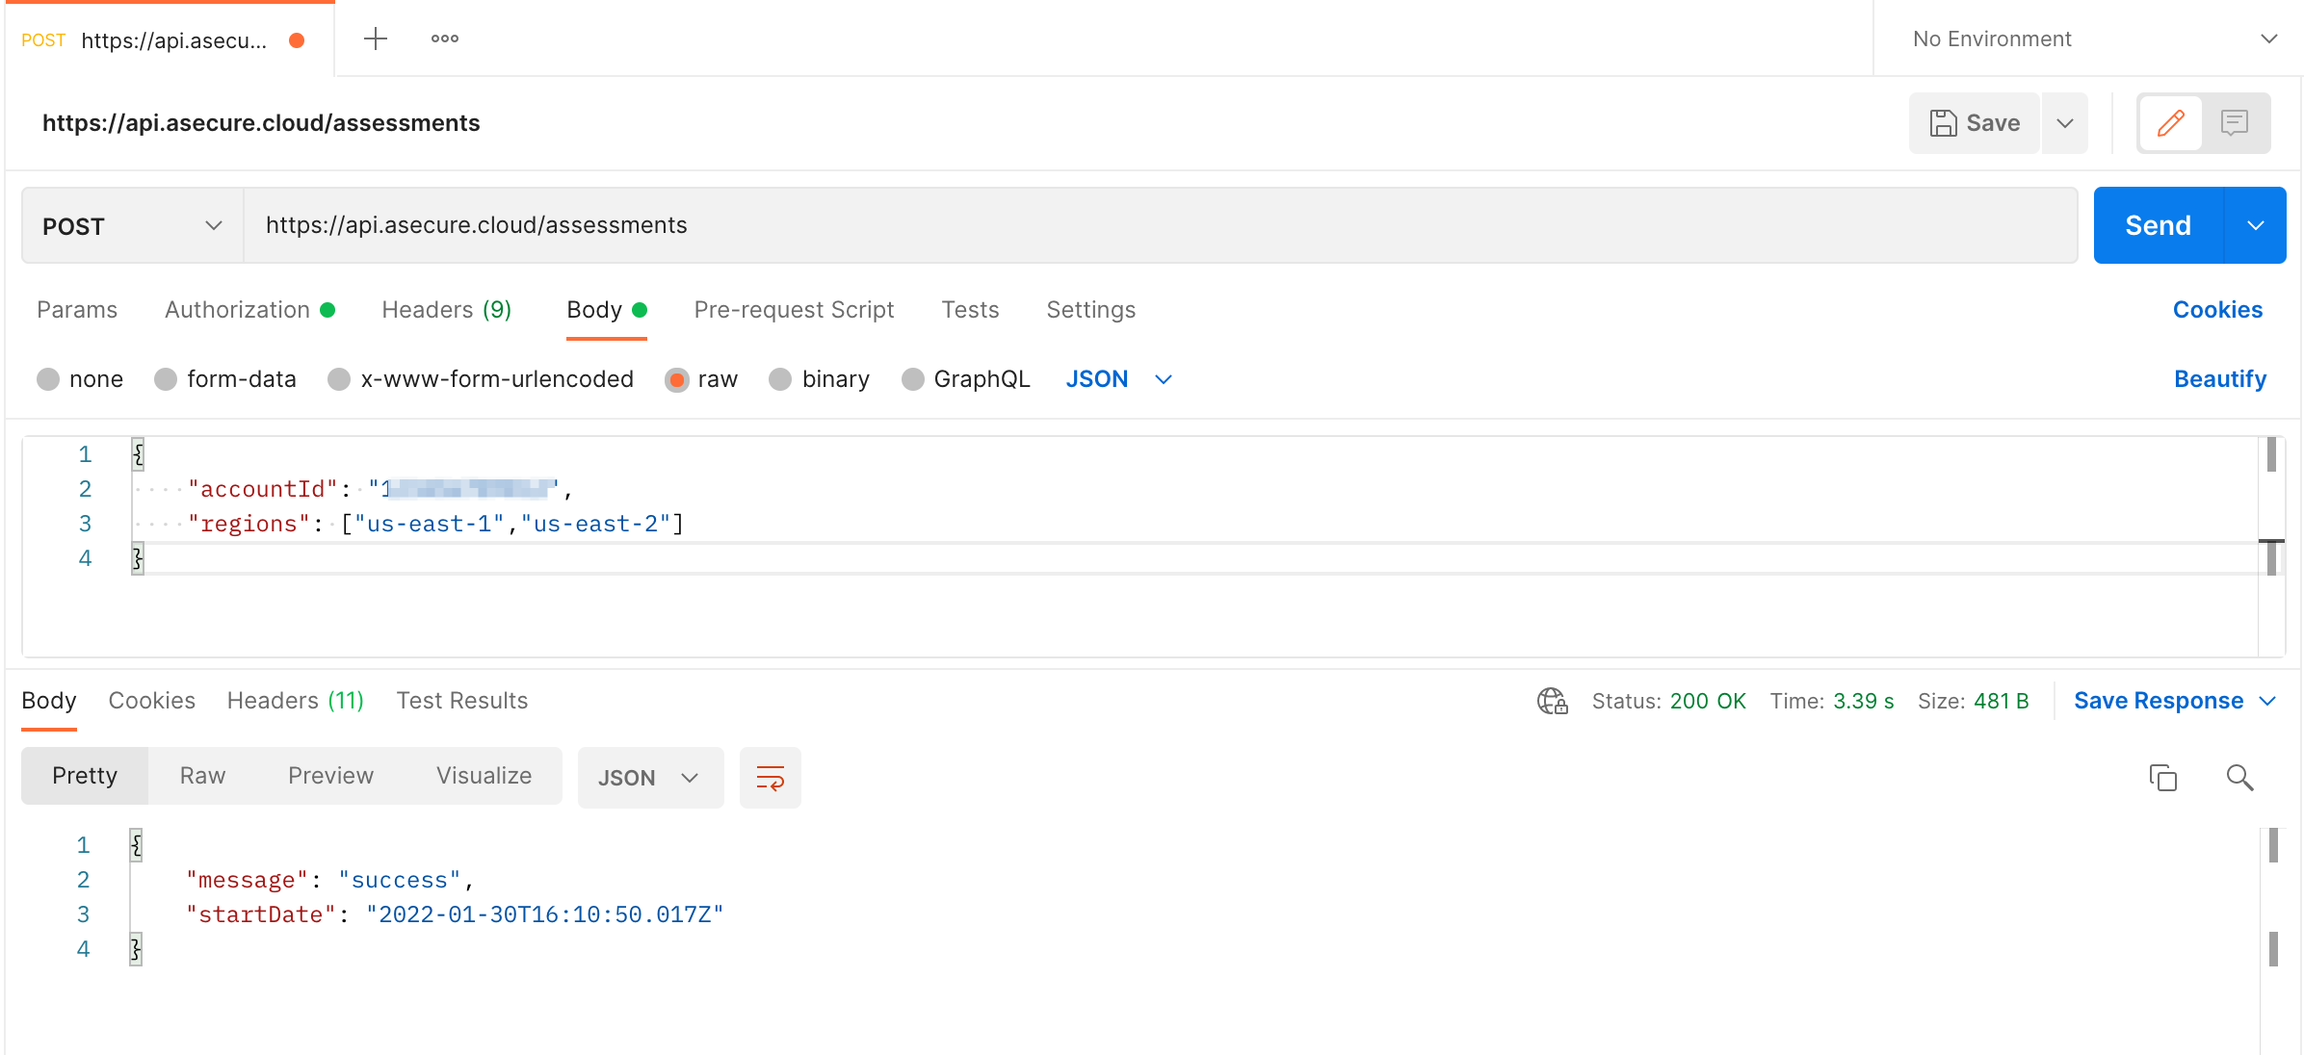 POST https://api.asecu...
No Environment
https://api.asecure.cloud/assessments
Save
POST https://api.asecure.cloud/assessments Send
Params Authorization Headers (9) Body Pre-request Script Tests Settings Cookies
none form-data x-www-form-urlencoded raw binary GraphQL JSON Beautify
1 {
2 "accountId": "1 ",
3 "regions": ["us-east-1","us-east-2"]
4 }
Body Cookies Headers (11) Test Results Status: 200 OK Time: 3.39 s Size: 481 B Save Response
Pretty Raw Preview Visualize JSON
1 {
2 "message": "success",
3 "startDate": "2022-01-30T16:10:50.017Z"
4 }